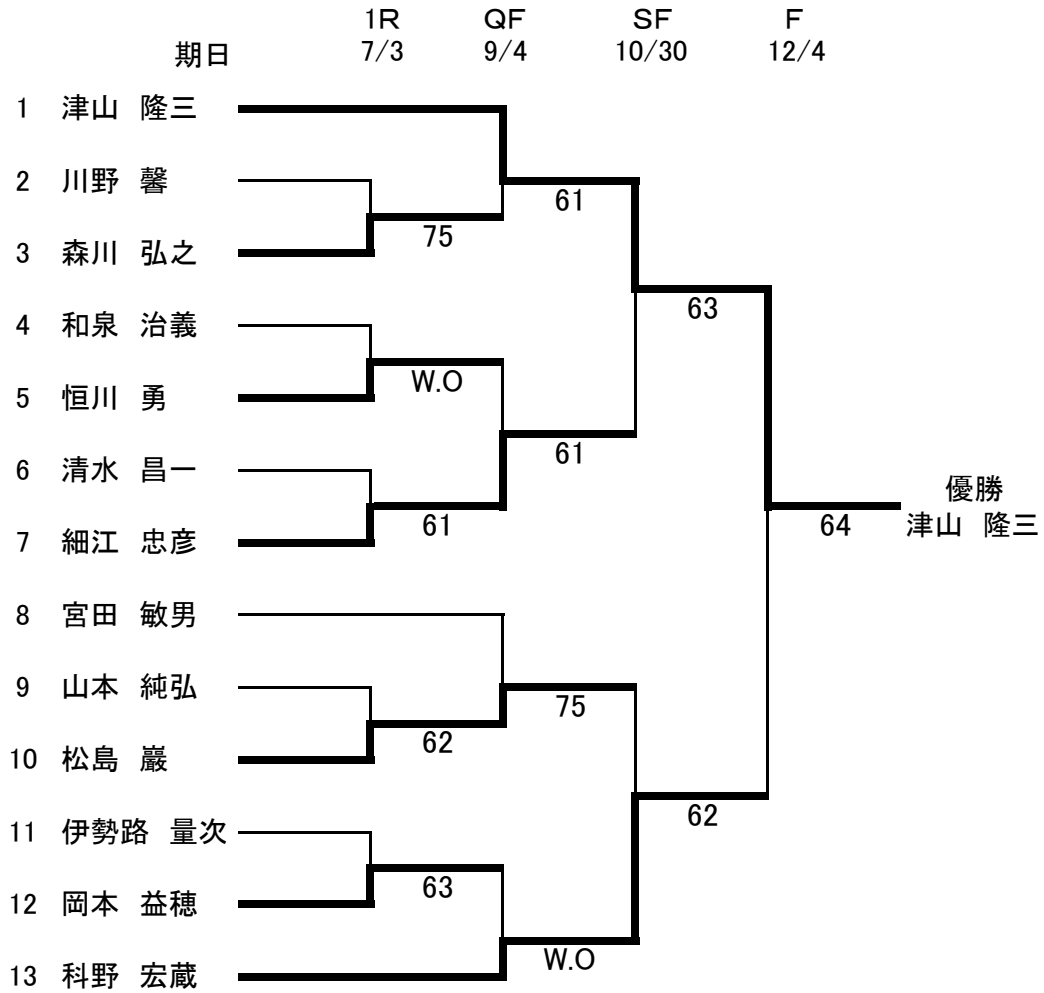 1R QF SF F
期日 7/3 9/4 10/30 12/4
1 津山 隆三
2 川野 馨
61
75
3 森川 弘之
63
4 和泉 治義
W.O
5 恒川 勇
61
6 清水 昌一
優勝
61
64
津山 隆三
7 細江 忠彦
8 宮田 敏男
9 山本 純弘
75
62
10 松島 巌
62
11 伊勢路 量次
63
12 岡本 益穂
W.O
13 科野 宏蔵